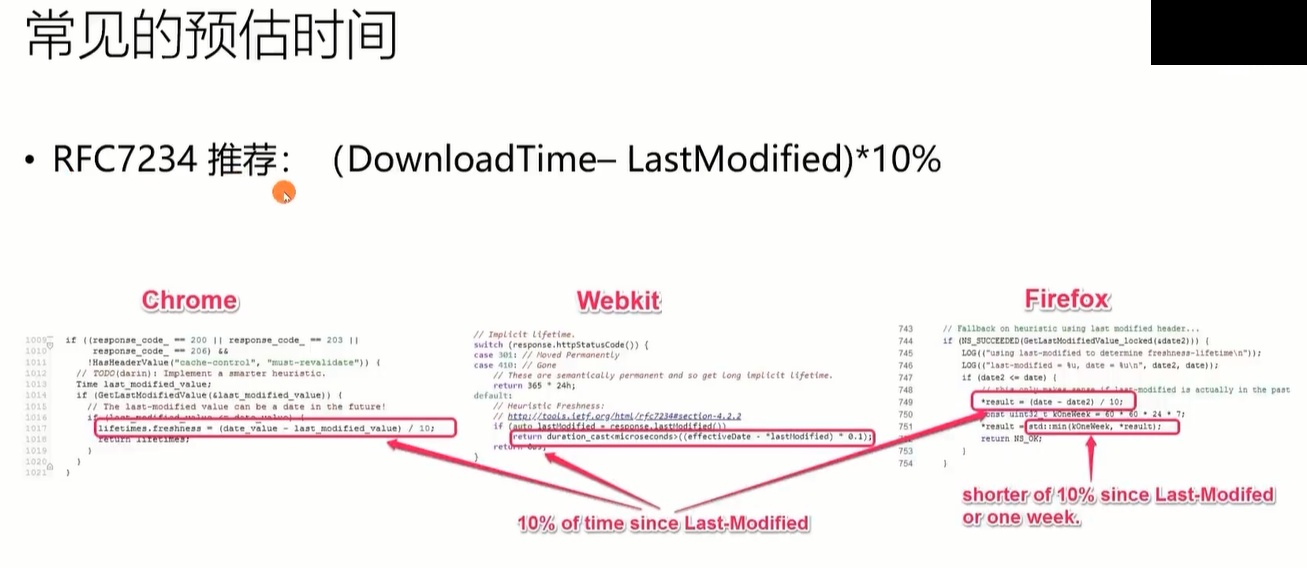 常见的预估时间
• RFC7234 推荐： （DownloadTime– LastModified)*10%
Chrome
1009 if ((response_code_ == 200 || response_code_ == 203 ||
1010 response_code_ == 206) &&
1011 !HasHeaderValue("cache-control", "must-revalidate")) {
1012 // TODO(darin): Implement a smarter heuristic.
1013 Time last_modified_value;
1014 if (GetLastModifiedValue(&last_modified_value)) {
1015 // The last-modified value can be a date in the future!
1016 if (last_modified_value <= date_value) {
1017 lifetimes.freshness = (date_value - last_modified_value) / 10;
1018 return lifetimes;
1019 }
1020 }
1021 }
Webkit
// Implicit lifetime.
switch (response.httpStatusCode()) {
case 301: // Moved Permanently
case 410: // Gone
// These are semantically permanent and so get long implicit lifetime.
return 365 * 24h;
default:
// Heuristic Freshness:
// http://tools.ietf.org/html/rfc7234#section-4.2.2
if (auto lastModified = response.lastModified())
return duration_cast<microseconds>((effectiveDate - *lastModified) * 0.1);
return
}
Firefox
743 // Fallback on heuristic using last modified header...
744 if (NS_SUCCEEDED(GetLastModifiedValue_locked(&date2))) {
745 LOG(("using last-modified to determine freshness-lifetime\n"));
746 LOG(("last-modified = %u, date = %u\n", date2, date));
747 if (date2 <= date) {
748 // this only makes sense if last-modified is actually in the past
749 *result = (date - date2) / 10;
750 const uint32_t kOneWeek = 60 * 60 * 24 * 7;
751 *result = std::min(kOneWeek, *result);
return NS_OK;
753 }
754 }
10% of time since Last-Modified
shorter of 10% since Last-Modifed
or one week.